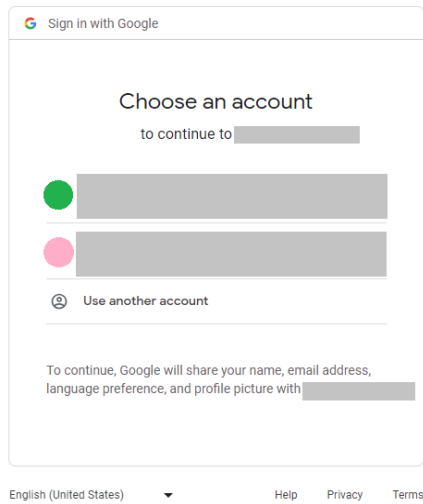 Sign in with Google
Choose an account
to continue to
Use another account
To continue, Google will share your name, email address,
language preference, and profile picture with
English (United States)
Help
Privacy
Terms